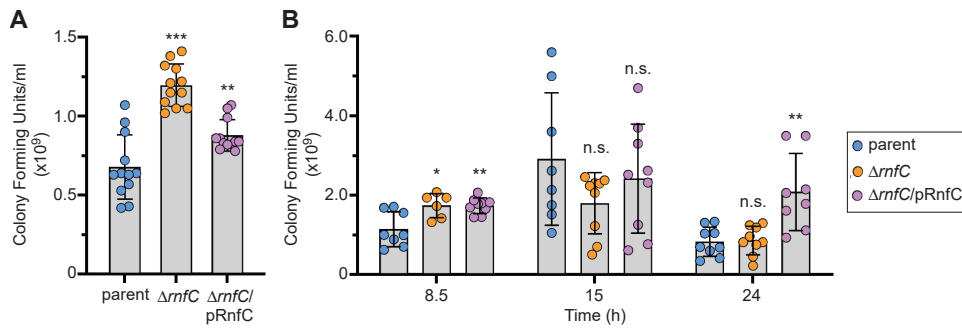 A
Colony Forming Units/ml
(x10⁹)
1.5
1.0
0.5
0
***
**
parent
ΔrnfC
ΔrnfC/
pRnfC
B
Colony Forming Units/ml
(x10⁹)
6.0
4.0
2.0
0
*
**
n.s.
n.s.
n.s.
**
8.5
15
24
Time (h)
parent
ΔrnfC
ΔrnfC/pRnfC